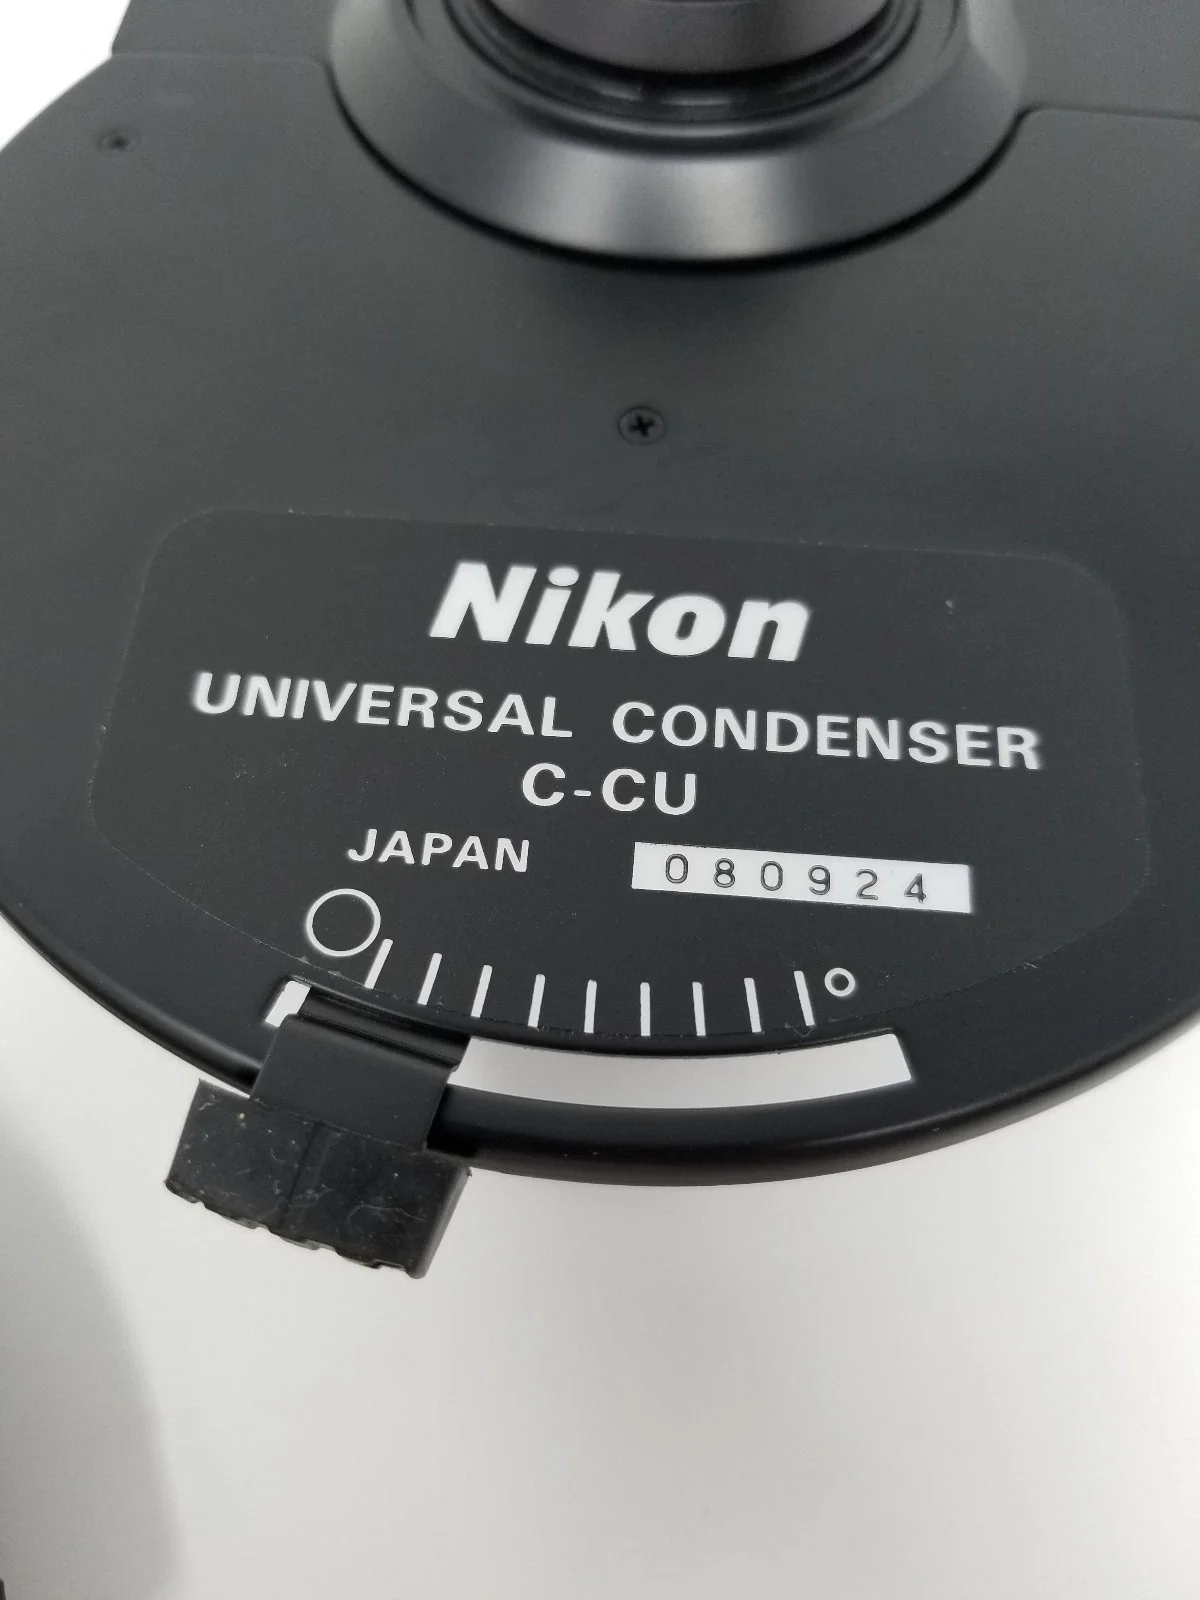 Nikon
UNIVERSAL CONDENSER
C-CU
JAPAN 080924